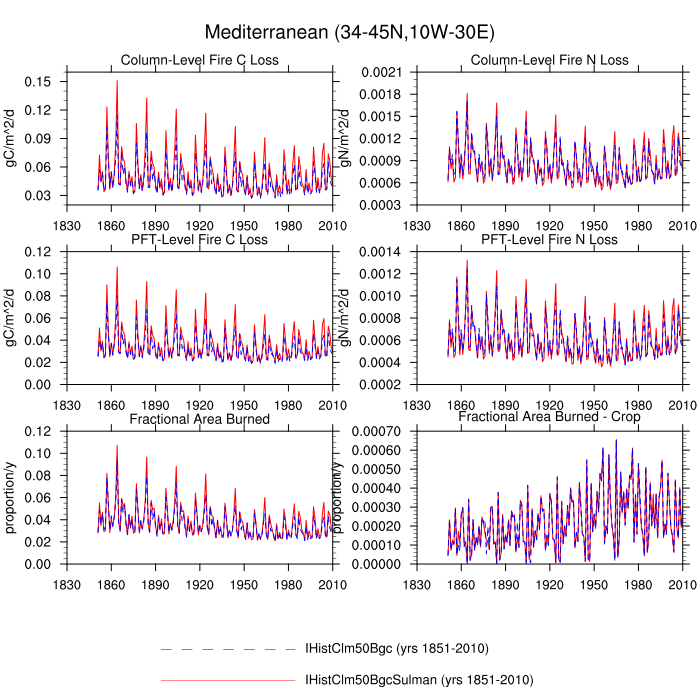 Mediterranean (34-45N,10W-30E)
Column-Level Fire C Loss
Column-Level Fire N Loss
gC/m^2/d
0.15
0.12
0.09
0.06
0.03
1830 1860 1890 1920 1950 1980 2010
gN/m^2/d
0.0021
0.0018
0.0015
0.0012
0.0009
0.0006
0.0003
1830 1860 1890 1920 1950 1980 2010
PFT-Level Fire C Loss
PFT-Level Fire N Loss
gC/m^2/d
0.12
0.10
0.08
0.06
0.04
0.02
0.00
1830 1860 1890 1920 1950 1980 2010
gN/m^2/d
0.0014
0.0012
0.0010
0.0008
0.0006
0.0004
0.0002
1830 1860 1890 1920 1950 1980 2010
Fractional Area Burned
Fractional Area Burned - Crop
proportion/y
0.12
0.10
0.08
0.06
0.04
0.02
0.00
1830 1860 1890 1920 1950 1980 2010
proportion/y
0.00070
0.00060
0.00050
0.00040
0.00030
0.00020
0.00010
0.00000
1830 1860 1890 1920 1950 1980 2010
IHistClm50Bgc (yrs 1851-2010)
IHistClm50BgcSulman (yrs 1851-2010)